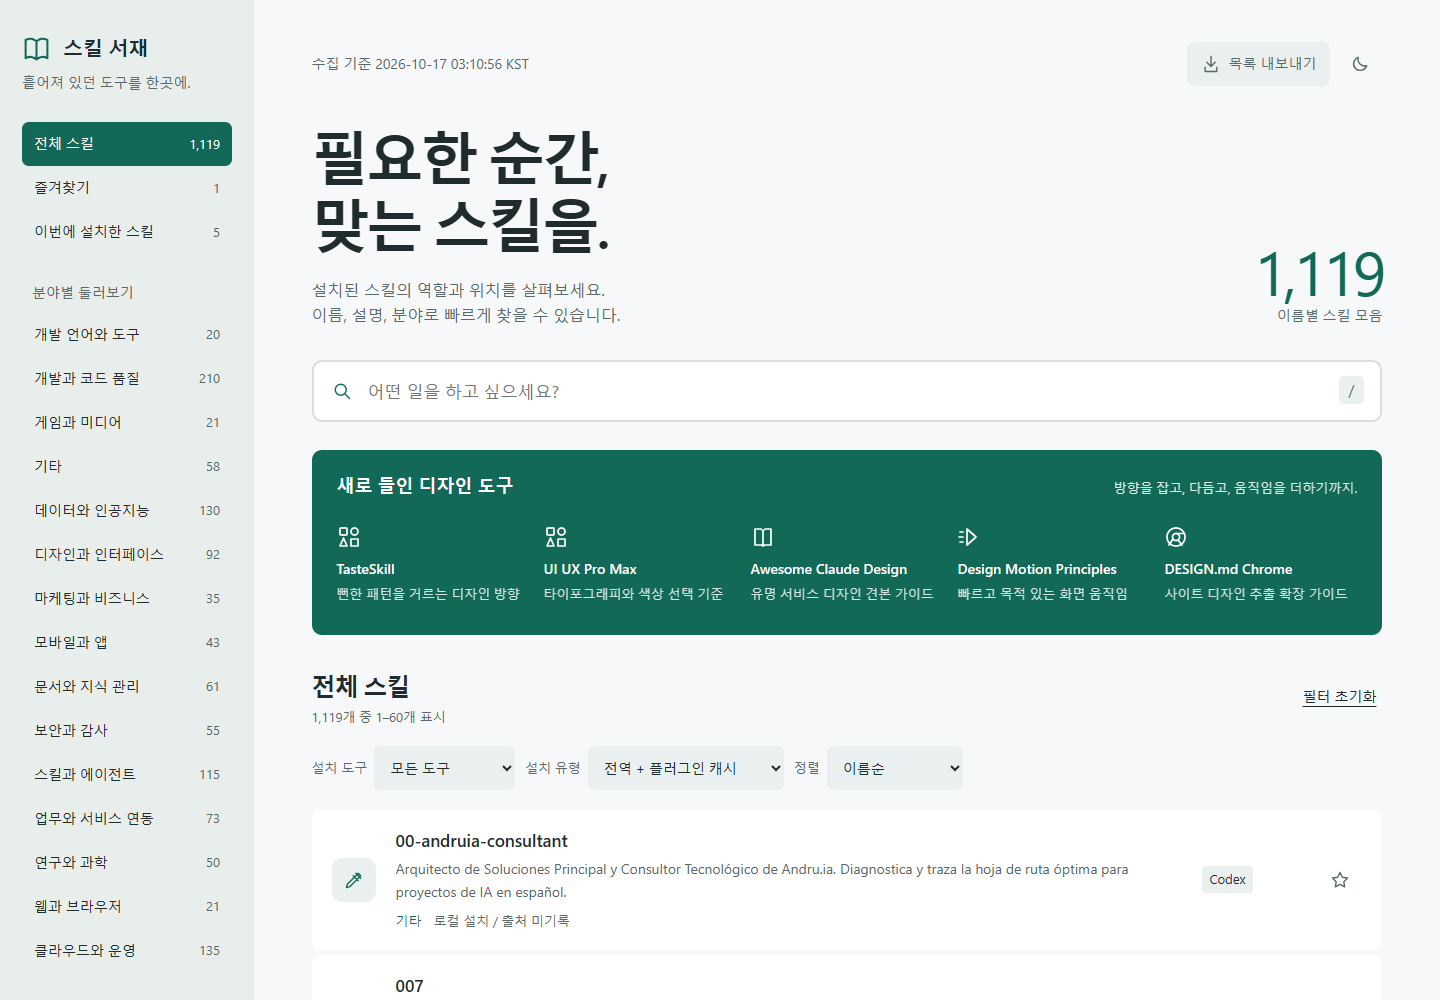 스킬 서재
흩어져 있던 도구를 한곳에.
전체 스킬 1,119
즐겨찾기 1
이번에 설치한 스킬 5
분야별 둘러보기
개발 언어와 도구 20
개발과 코드 품질 210
게임과 미디어 21
기타 58
데이터와 인공지능 130
디자인과 인터페이스 92
마케팅과 비즈니스 35
모바일과 앱 43
문서와 지식 관리 61
보안과 감사 55
스킬과 에이전트 115
업무와 서비스 연동 73
연구와 과학 50
웹과 브라우저 21
클라우드와 운영 135
수집 기준 2026-10-17 03:10:56 KST
목록 내보내기
필요한 순간,
맞는 스킬을.
설치된 스킬의 역할과 위치를 살펴보세요.
이름, 설명, 분야로 빠르게 찾을 수 있습니다.
1,119
이름별 스킬 모음
어떤 일을 하고 싶으세요? /
새로 들인 디자인 도구
방향을 잡고, 다듬고, 움직임을 더하기까지.
TasteSkill
뻔한 패턴을 거르는 디자인 방향
UI UX Pro Max
타이포그래피와 색상 선택 기준
Awesome Claude Design
유명 서비스 디자인 견본 가이드
Design Motion Principles
빠르고 목적 있는 화면 움직임
DESIGN.md Chrome
사이트 디자인 추출 확장 가이드
전체 스킬
1,119개 중 1–60개 표시
필터 초기화
설치 도구 모든 도구 설치 유형 전역 + 플러그인 캐시 정렬 이름순
00-andruia-consultant
Arquitecto de Soluciones Principal y Consultor Tecnológico de Andru.ia. Diagnostica y traza la hoja de ruta óptima para
proyectos de IA en español.
기타 로컬 설치 / 출처 미기록
Codex
007